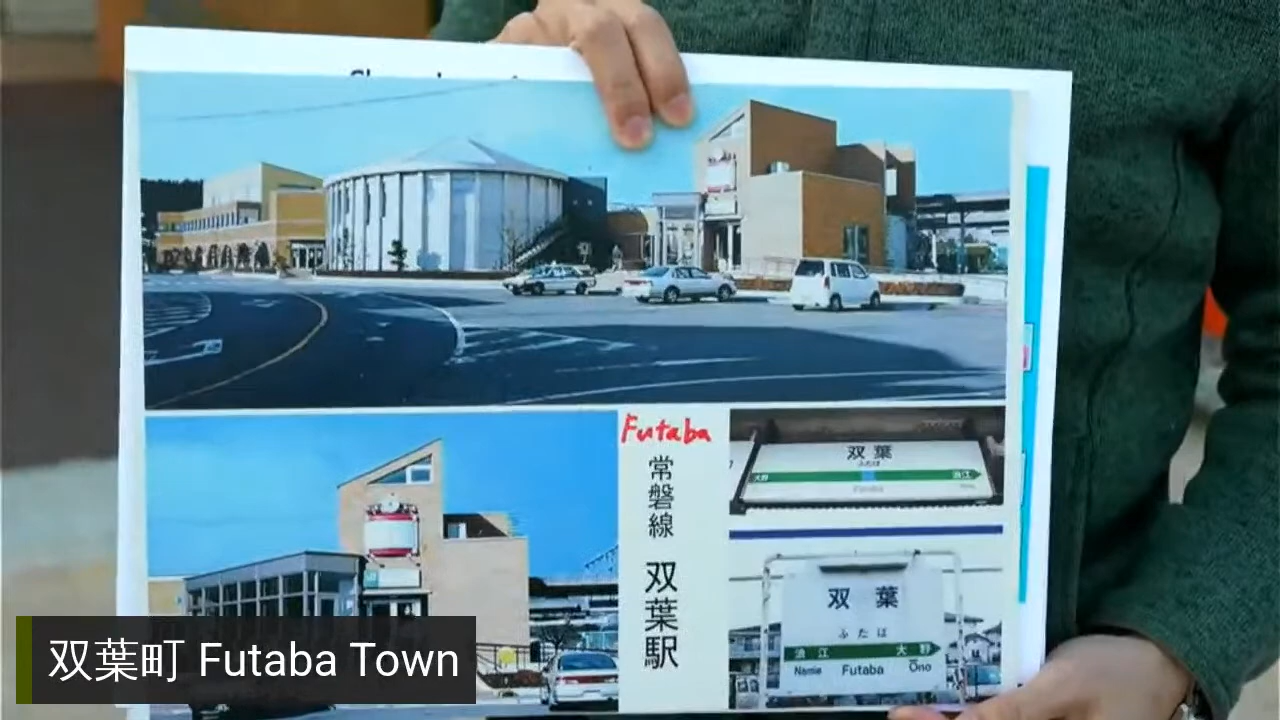 Futaba
常磐線 双葉駅
双葉
ふたば
大野
浪江
Futaba
双葉
ふたば
浪江 大野
Namie Futaba Ōno
双葉町 Futaba Town